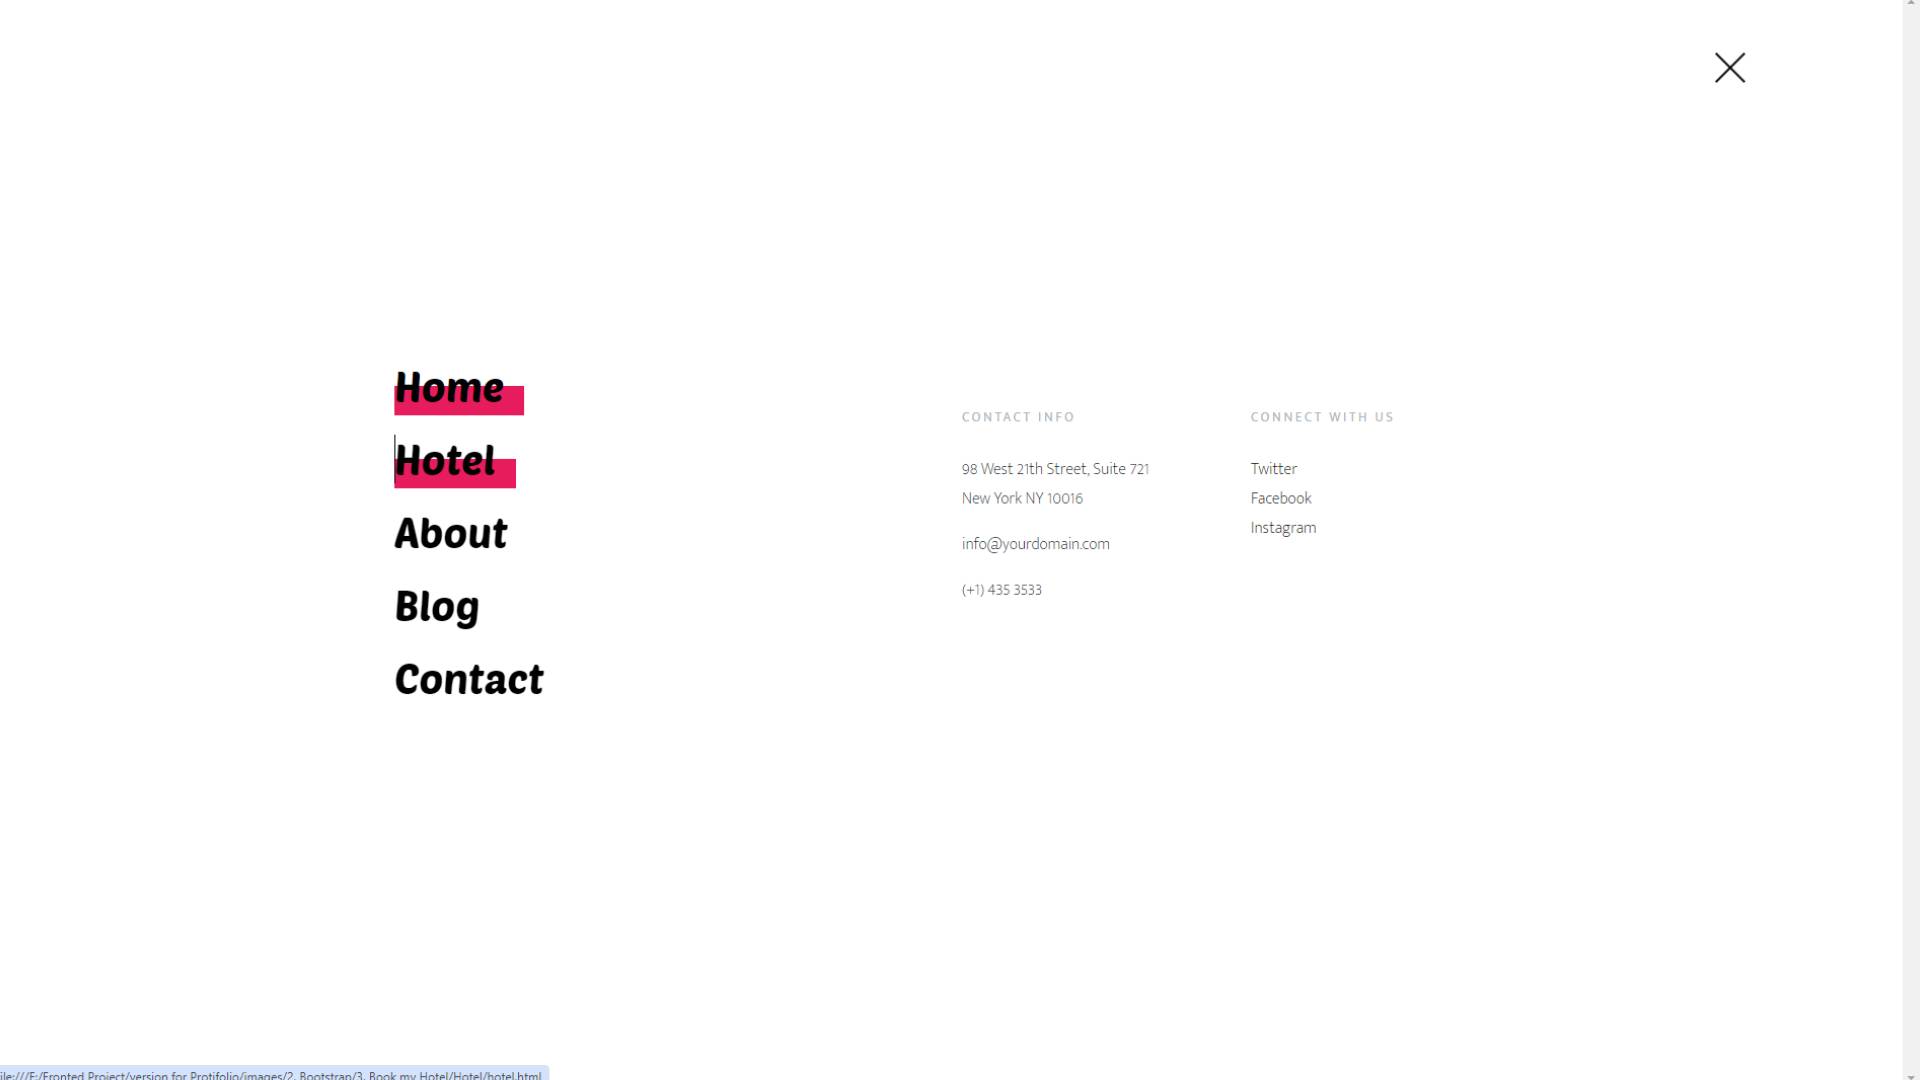 Home
Hotel
About
Blog
Contact
CONTACT INFO
98 West 21th Street, Suite 721
New York NY 10016
info@yourdomain.com
(+1) 435 3533
CONNECT WITH US
Twitter
Facebook
Instagram
ile:///F:/Fronted Project/version for Protifolio/images/2. Bootstrap/3. Book my Hotel/Hotel/hotel.html